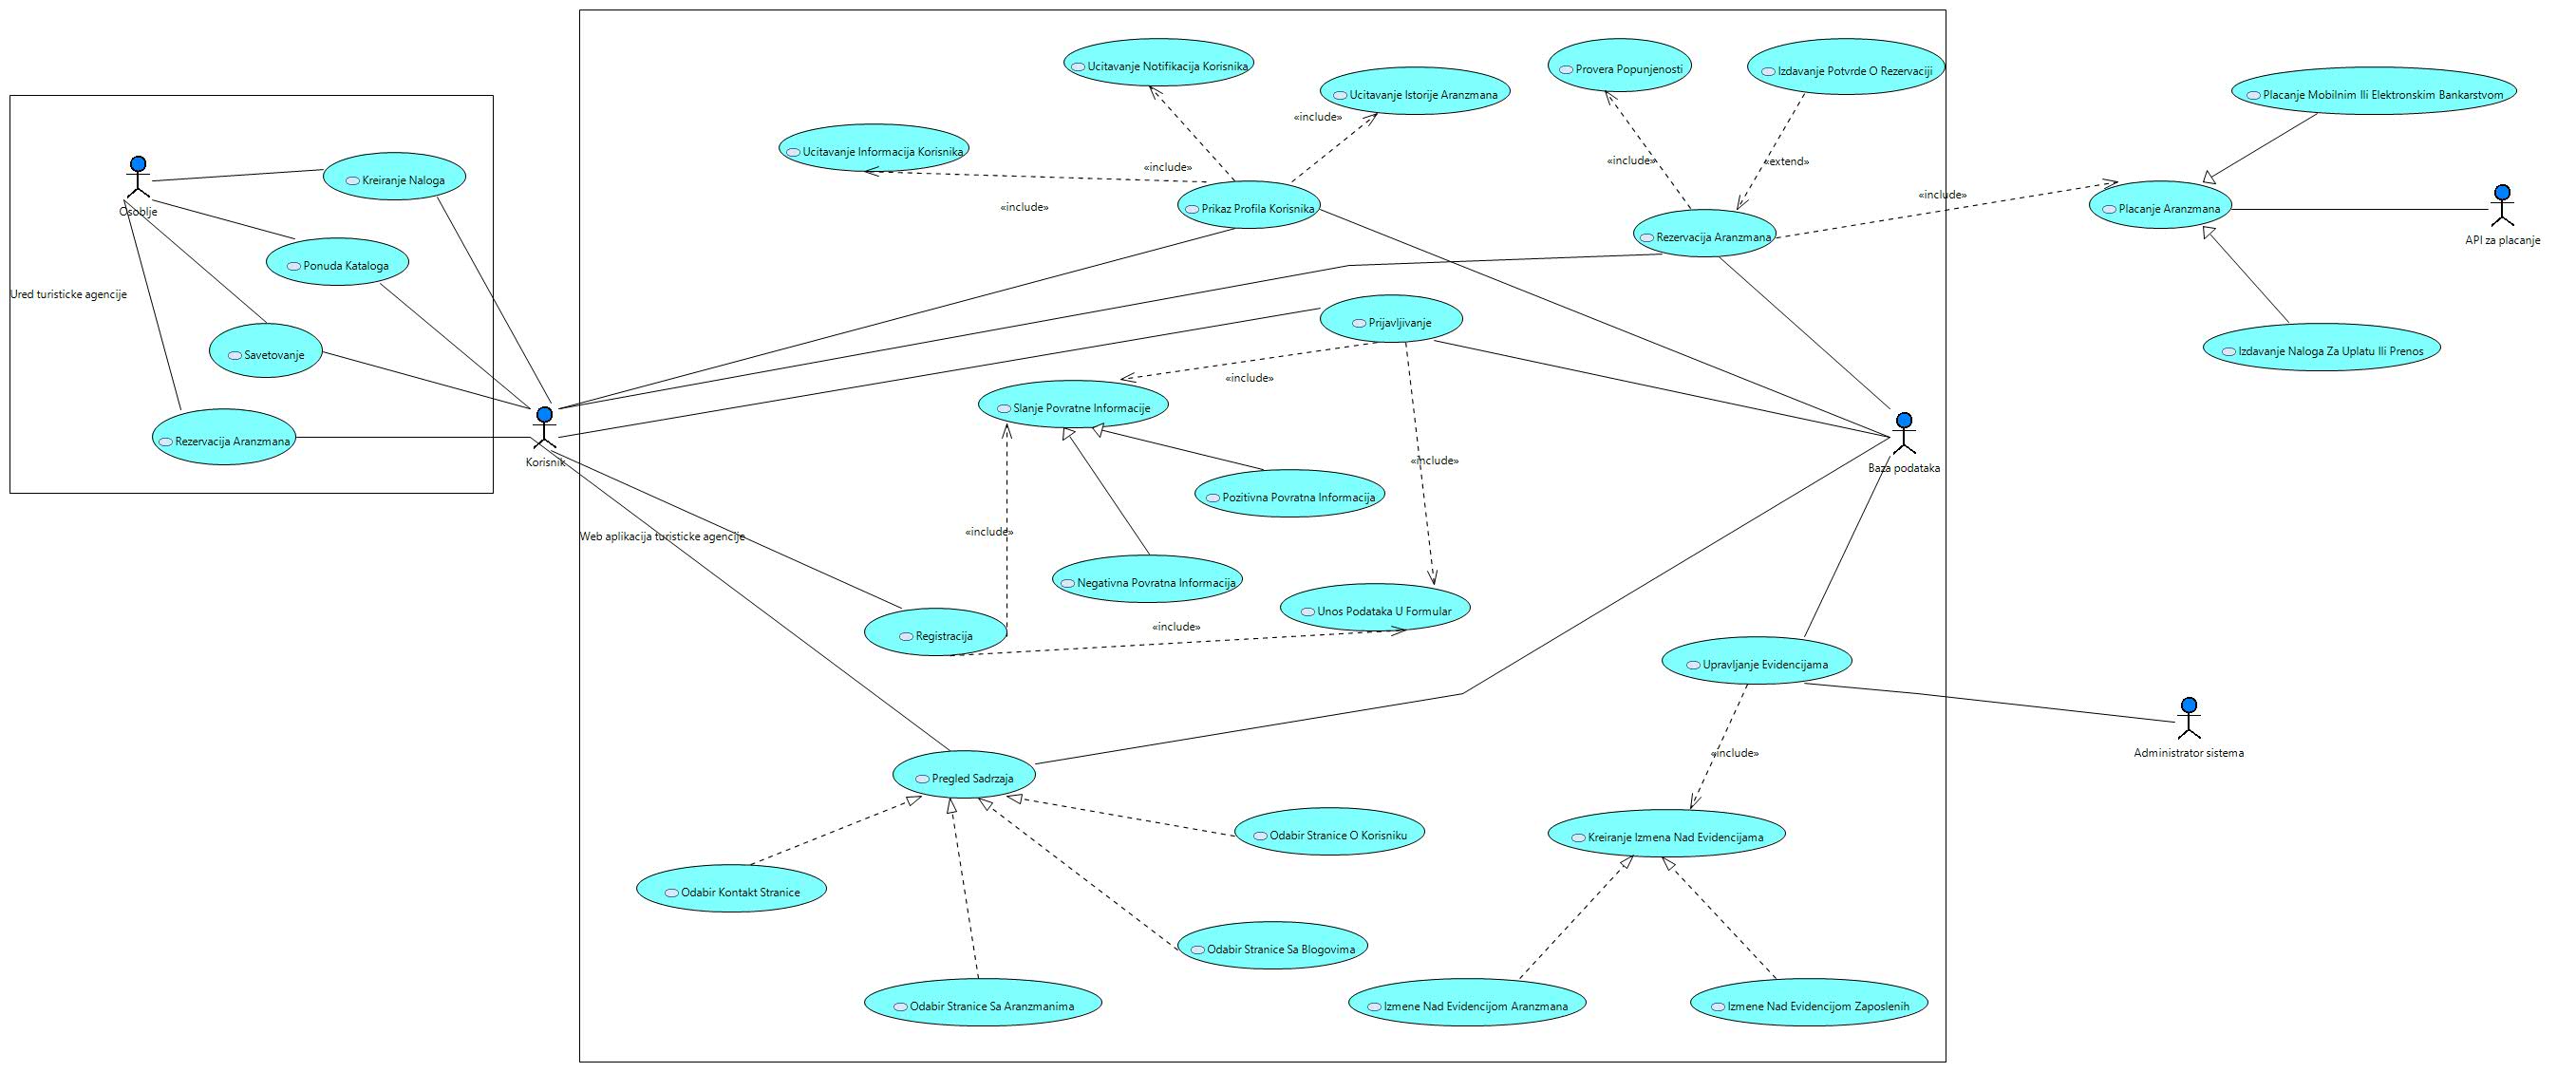 Ucitavanje Notifikacija Korisnika
Provera Popunjenosti
Izdavanje Potvrde O Rezervaciji
Ucitavanje Istorije Aranzmana
Placanje Mobilnim Ili Elektronskim Bankarstvom
«include»
Ucitavanje Informacija Korisnika
«include»
«include»
«extend»
Kreiranje Naloga
«include»
Osoblje
«include»
Prikaz Profila Korisnika
Placanje Aranzmana
Rezervacija Aranzmana
API za placanje
Ponuda Kataloga
Ured turisticke agencije
Prijavljivanje
Savetovanje
Izdavanje Naloga Za Uplatu Ili Prenos
«include»
Slanje Povratne Informacije
Rezervacija Aranzmana
Korisnik
«include»
Baza podataka
Pozitivna Povratna Informacija
«include»
Web aplikacija turisticke agencije
Negativna Povratna Informacija
Unos Podataka U Formular
«include»
Registracija
Upravljanje Evidencijama
«include»
Administrator sistema
Pregled Sadrzaja
Odabir Stranice O Korisniku
Kreiranje Izmena Nad Evidencijama
Odabir Kontakt Stranice
Odabir Stranice Sa Blogovima
Odabir Stranice Sa Aranzmanima
Izmene Nad Evidencijom Aranzmana
Izmene Nad Evidencijom Zaposlenih